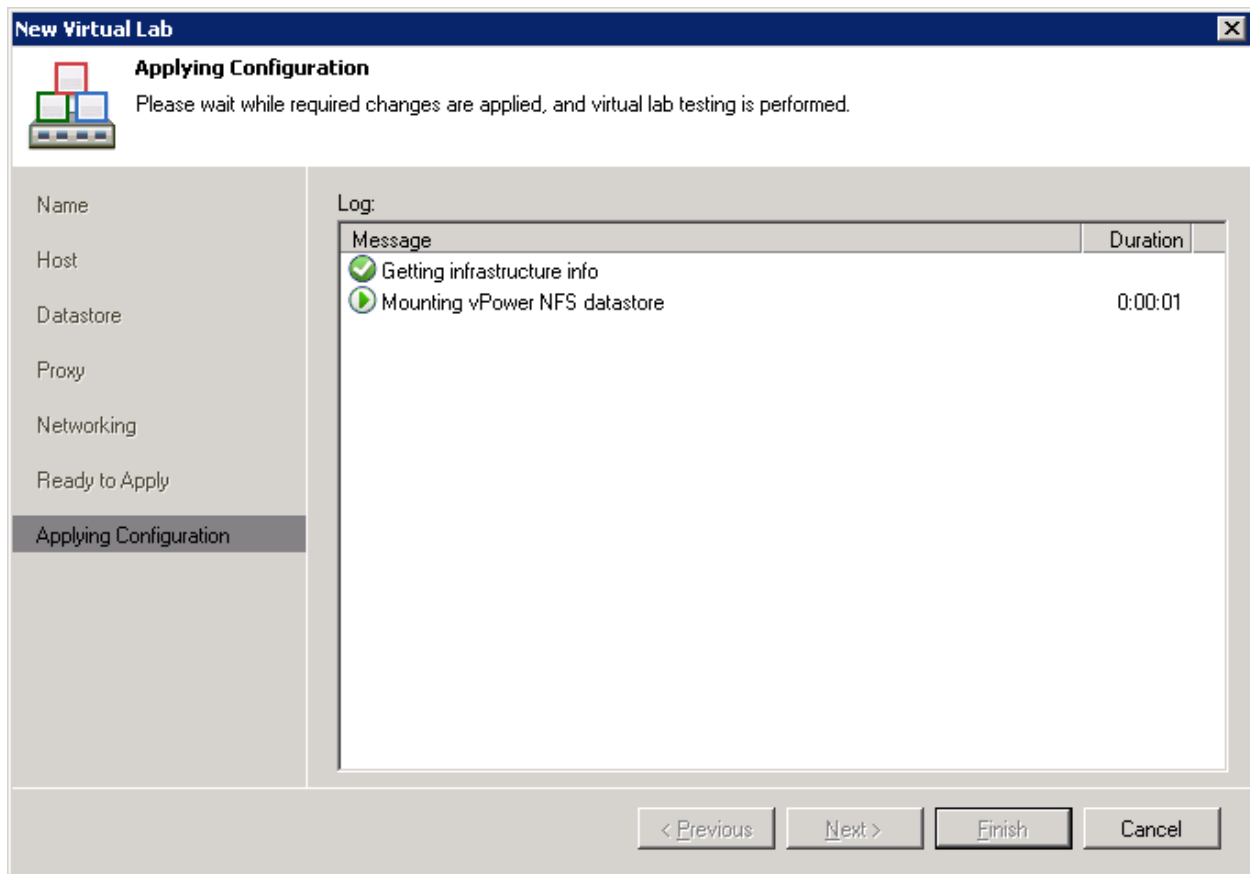 New Virtual Lab
Applying Configuration
Please wait while required changes are applied, and virtual lab testing is performed.
Name
Host
Datastore
Proxy
Networking
Ready to Apply
Applying Configuration
Log:
Message Duration
Getting infrastructure info
Mounting vPower NFS datastore 0:00:01
< Previous Next > Finish Cancel